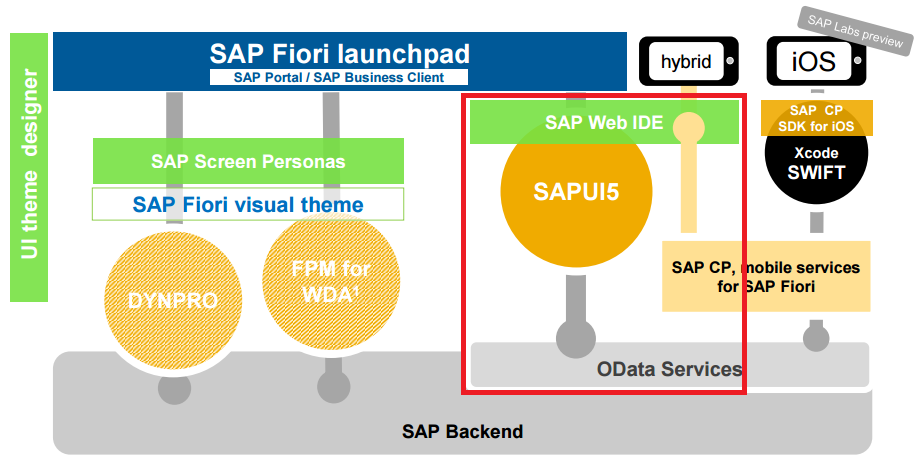 SAP Labs preview
SAP Fiori launchpad
SAP Portal / SAP Business Client
hybrid
iOS
UI theme designer
SAP Web IDE
SAP CP
SDK for iOS
SAP Screen Personas
Xcode
SWIFT
SAPUI5
SAP Fiori visual theme
FPM for
WDA¹
DYNPRO
SAP CP, mobile services
for SAP Fiori
OData Services
SAP Backend